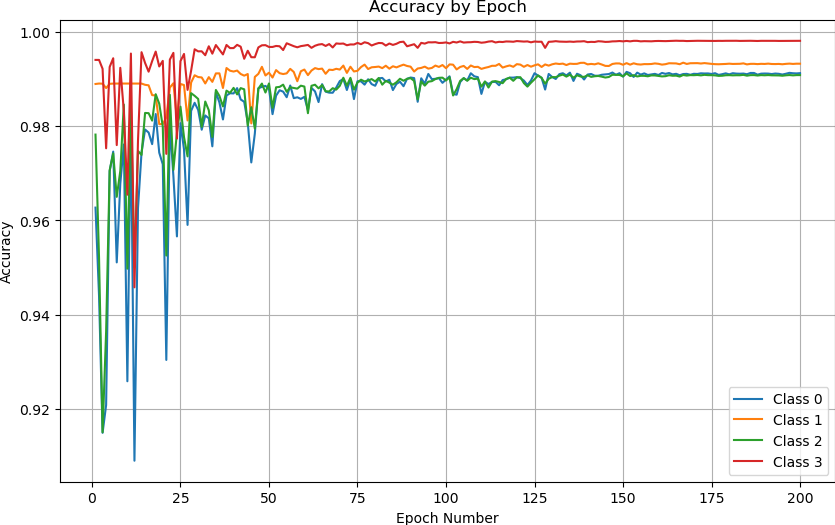 Accuracy by Epoch
1.00
0.98
0.96
0.94
0.92
Accuracy
0 25 50 75 100 125 150 175 200
Epoch Number
Class 0
Class 1
Class 2
Class 3